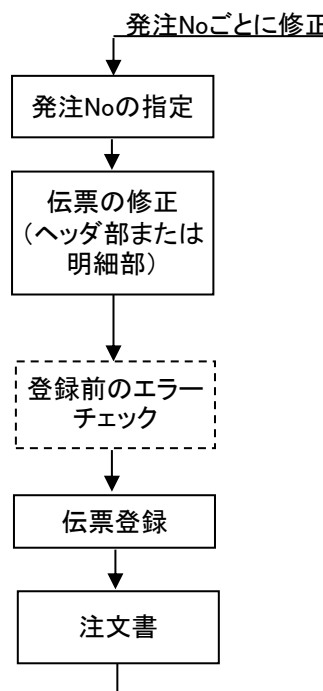 発注Noごとに修正
発注Noの指定
伝票の修正
（ヘッダ部または
明細部）
登録前のエラー
チェック
伝票登録
注文書